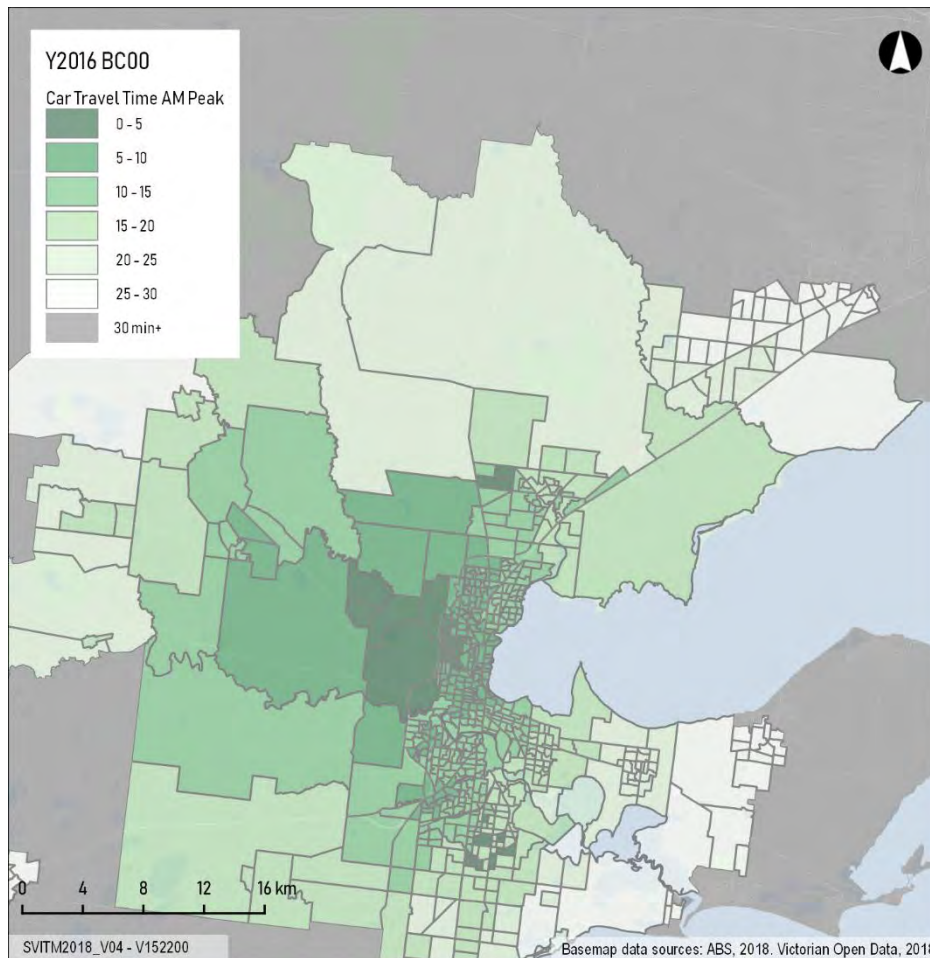 Y2016 BC00
Car Travel Time AM Peak
0 - 5
5 - 10
10 - 15
15 - 20
20 - 25
25 - 30
30 min+
0 4 8 12 16 km
SVITM2018_V04 - V152200
Basemap data sources: ABS, 2018. Victorian Open Data, 2018